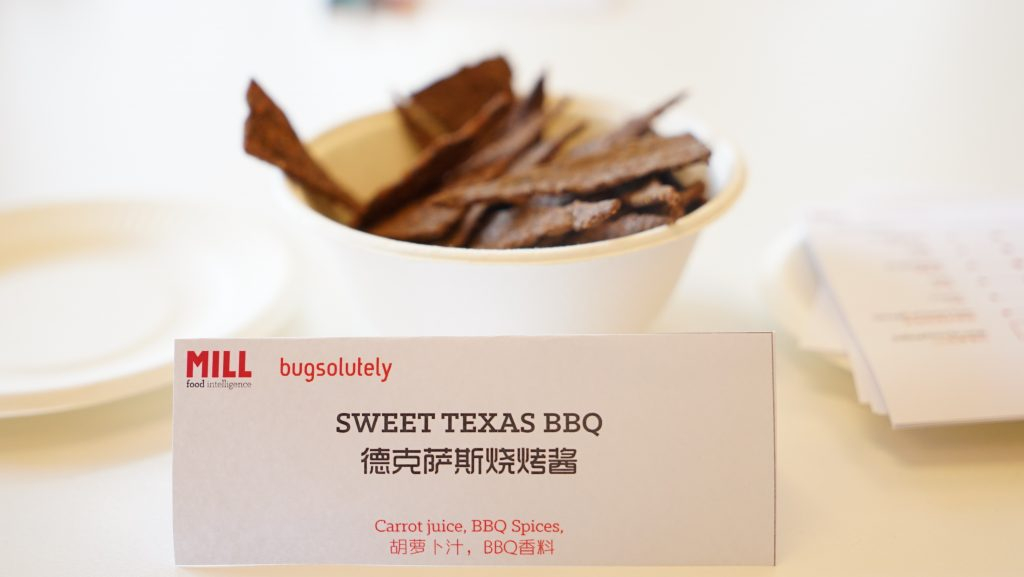 MILL
food intelligence
bugsolutely
SWEET TEXAS BBQ
德克萨斯烧烤酱
Carrot juice, BBQ Spices,
胡萝卜汁，BBQ香料